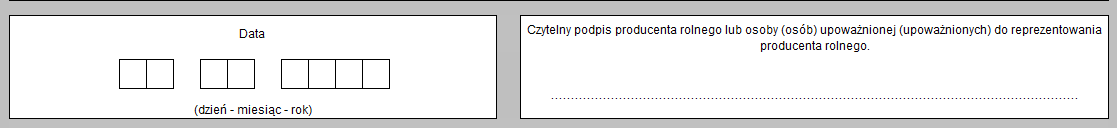 Data
(dzień - miesiąc - rok)
Czytelny podpis producenta rolnego lub osoby (osób) upoważnionej (upoważnionych) do reprezentowania
producenta rolnego.